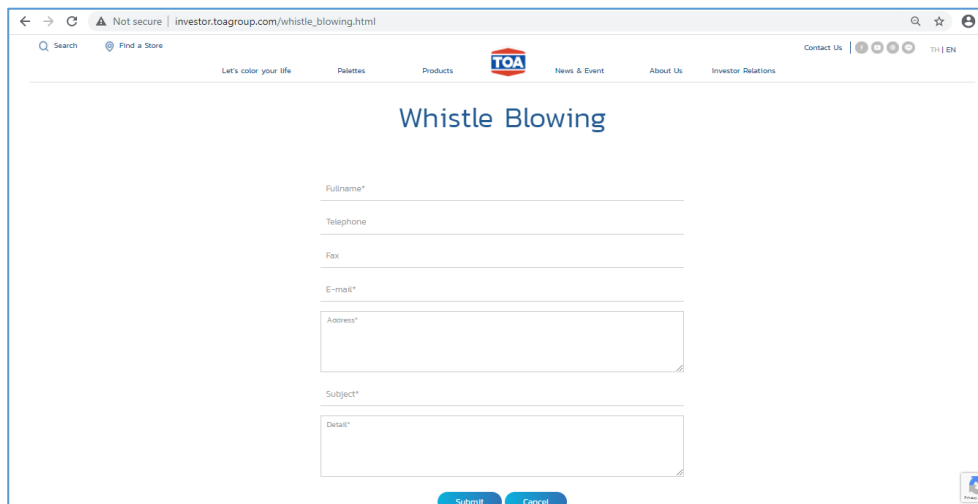 Not secure | investor.toagroup.com/whistle_blowing.html
Search Find a Store Contact Us TH | EN
Let's color your life Palettes Products TOA News & Event About Us Investor Relations
Whistle Blowing
Fullname*
Telephone
Fax
E-mail*
Address*
Subject*
Detail*
Submit Cancel